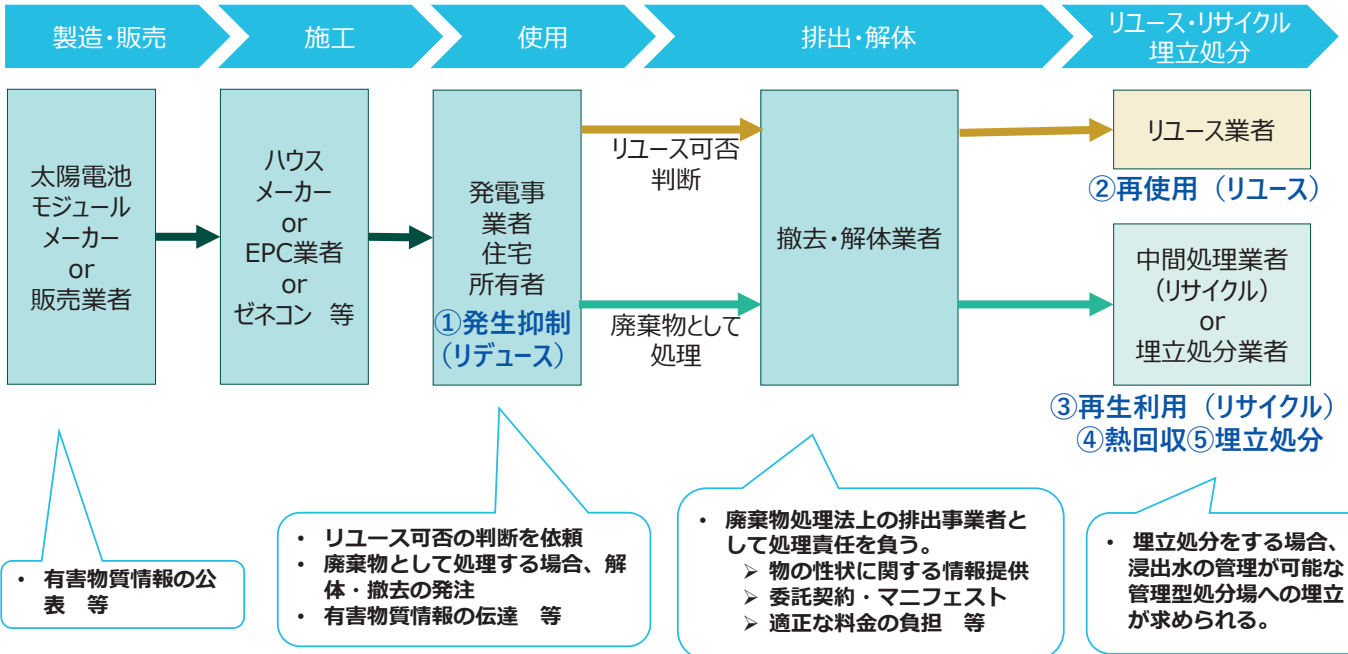 製造・販売
施工
使用
排出・解体
リユース・リサイクル
埋立処分
太陽電池
モジュール
メーカー
or
販売業者
ハウス
メーカー
or
EPC業者
or
ゼネコン 等
発電事
業者
住宅
所有者
①発生抑制
（リデュース）
リユース可否
判断
廃棄物として
処理
撤去・解体業者
リユース業者
②再使用（リユース）
中間処理業者
（リサイクル）
or
埋立処分業者
③再生利用（リサイクル）
④熱回収⑤埋立処分
• 有害物質情報の公
表 等
• リユース可否の判断を依頼
• 廃棄物として処理する場合、解
体・撤去の発注
• 有害物質情報の伝達 等
• 廃棄物処理法上の排出事業者と
して処理責任を負う。
➢ 物の性状に関する情報提供
➢ 委託契約・マニフェスト
➢ 適正な料金の負担 等
• 埋立処分をする場合、
浸出水の管理が可能な
管理型処分場への埋立
が求められる。